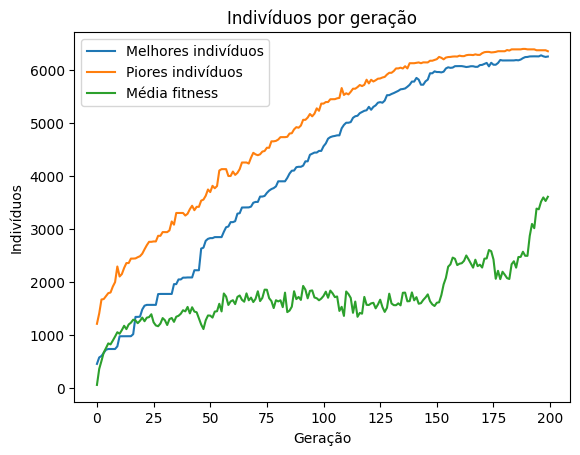 Indivíduos por geração
Melhores indivíduos
Piores indivíduos
Média fitness
Indivíduos
6000
5000
4000
3000
2000
1000
0
0 25 50 75 100 125 150 175 200
Geração